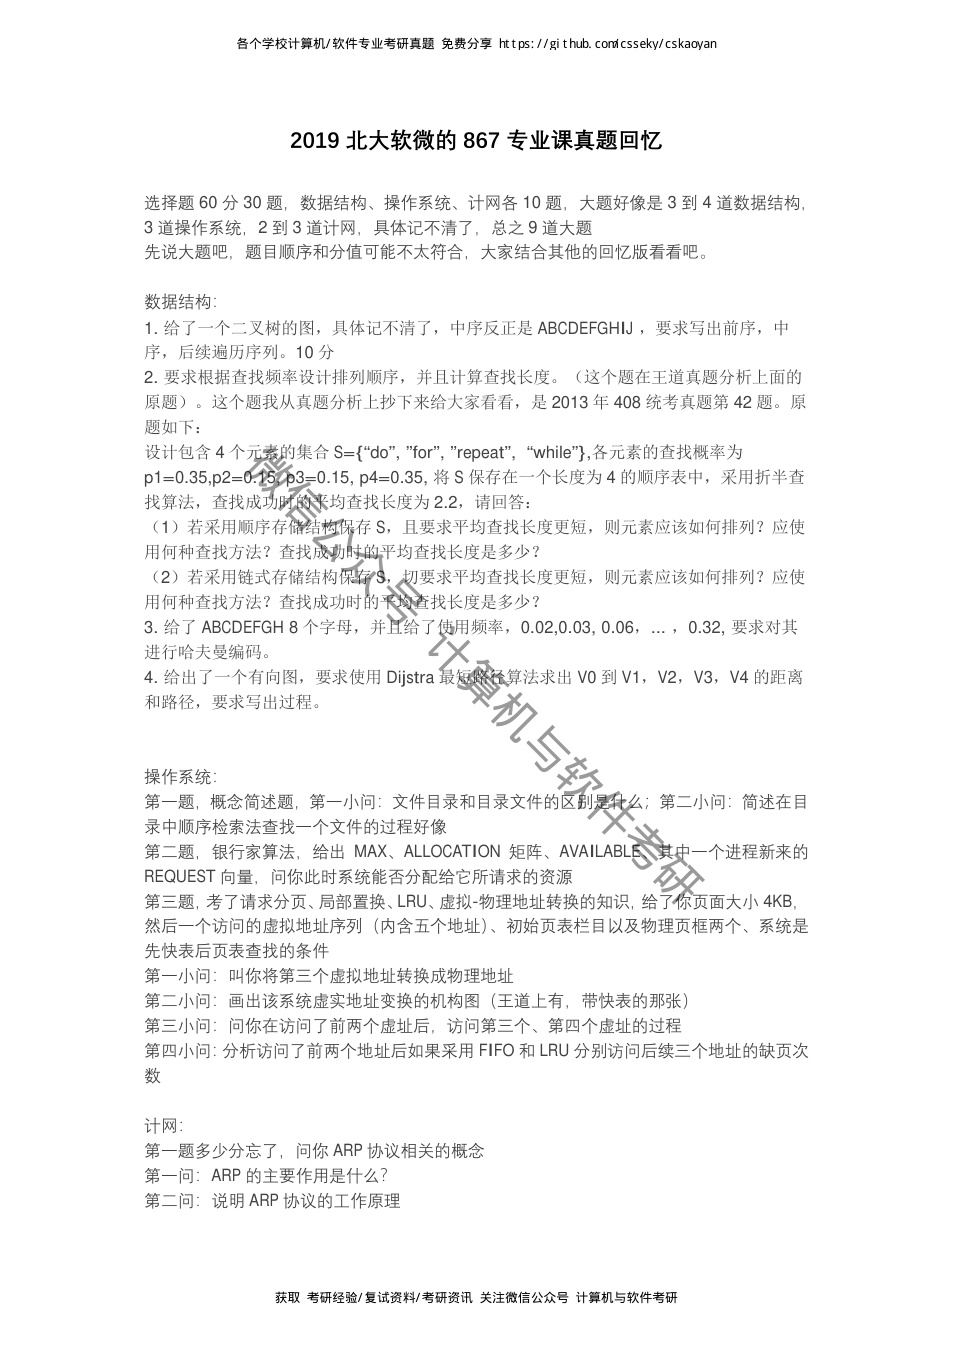 各个学校计算机/软件专业考研真题 免费分享 https://github.com/csseky/cskaoyan
2019 北大软微的 867 专业课真题回忆
选择题 60 分 30 题，数据结构、操作系统、计网各 10 题，大题好像是 3 到 4 道数据结构，
3 道操作系统，2 到 3 道计网，具体记不清了，总之 9 道大题
先说大题吧，题目顺序和分值可能不太符合，大家结合其他的回忆版看看吧。
数据结构：
1. 给了一个二叉树的图，具体记不清了，中序反正是 ABCDEFGHIJ ，要求写出前序，中
序，后续遍历序列。10 分
2. 要求根据查找频率设计排列顺序，并且计算查找长度。（这个题在王道真题分析上面的
原题）。这个题我从真题分析上抄下来给大家看看，是 2013 年 408 统考真题第 42 题。原
题如下：
设计包含 4 个元素的集合 S={“do”, ”for”, ”repeat”, “while”},各元素的查找概率为
p1=0.35,p2=0.15, p3=0.15, p4=0.35, 将 S 保存在一个长度为 4 的顺序表中，采用折半查
找算法，查找成功时的平均查找长度为 2.2，请回答：
（1）若采用顺序存储结构保存 S，且要求平均查找长度更短，则元素应该如何排列？应使
用何种查找方法？查找成功时的平均查找长度是多少？
（2）若采用链式存储结构保存 S，切要求平均查找长度更短，则元素应该如何排列？应使
用何种查找方法？查找成功时的平均查找长度是多少？
3. 给了 ABCDEFGH 8 个字母，并且给了使用频率，0.02,0.03, 0.06，... ，0.32, 要求对其
进行哈夫曼编码。
4. 给出了一个有向图，要求使用 Dijstra 最短路径算法求出 V0 到 V1，V2，V3，V4 的距离
和路径，要求写出过程。
操作系统：
第一题，概念简述题，第一小问：文件目录和目录文件的区别是什么；第二小问：简述在目
录中顺序检索法查找一个文件的过程好像
第二题，银行家算法，给出 MAX、ALLOCATION 矩阵、AVAILABLE、其中一个进程新来的
REQUEST 向量，问你此时系统能否分配给它所请求的资源
第三题，考了请求分页、局部置换、LRU、虚拟-物理地址转换的知识，给了你页面大小 4KB，
然后一个访问的虚拟地址序列（内含五个地址）、初始页表栏目以及物理页框两个、系统是
先快表后页表查找的条件
第一小问：叫你将第三个虚拟地址转换成物理地址
第二小问：画出该系统虚实地址变换的机构图（王道上有，带快表的那张）
第三小问：问你在访问了前两个虚址后，访问第三个、第四个虚址的过程
第四小问：分析访问了前两个地址后如果采用 FIFO 和 LRU 分别访问后续三个地址的缺页次
数
计网：
第一题多少分忘了，问你 ARP 协议相关的概念
第一问：ARP 的主要作用是什么？
第二问：说明 ARP 协议的工作原理
微信公众号 计算机与软件考研
获取 考研经验/复试资料/考研资讯 关注微信公众号 计算机与软件考研